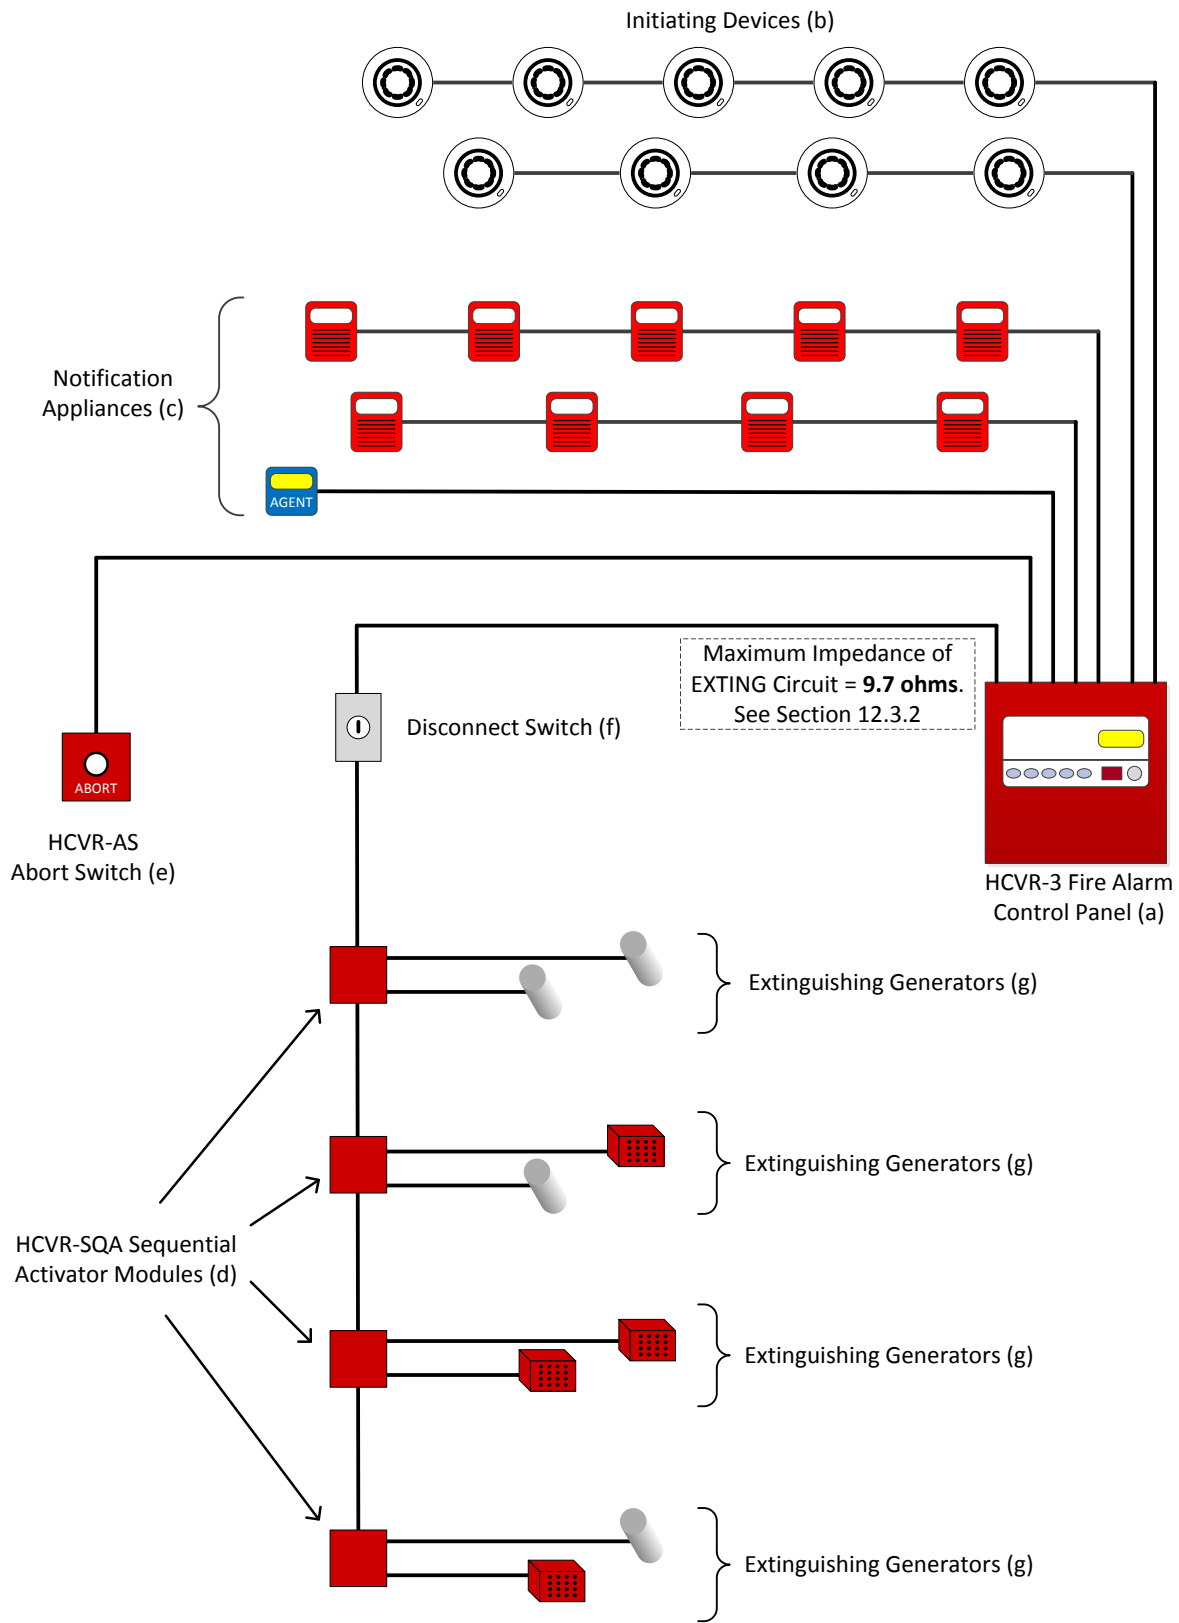 Initiating Devices (b)
Notification
Appliances (c)
AGENT
Maximum Impedance of
EXTING Circuit = 9.7 ohms.
See Section 12.3.2
Disconnect Switch (f)
ABORT
HCVR-AS
Abort Switch (e)
HCVR-3 Fire Alarm
Control Panel (a)
Extinguishing Generators (g)
Extinguishing Generators (g)
HCVR-SQA Sequential
Activator Modules (d)
Extinguishing Generators (g)
Extinguishing Generators (g)